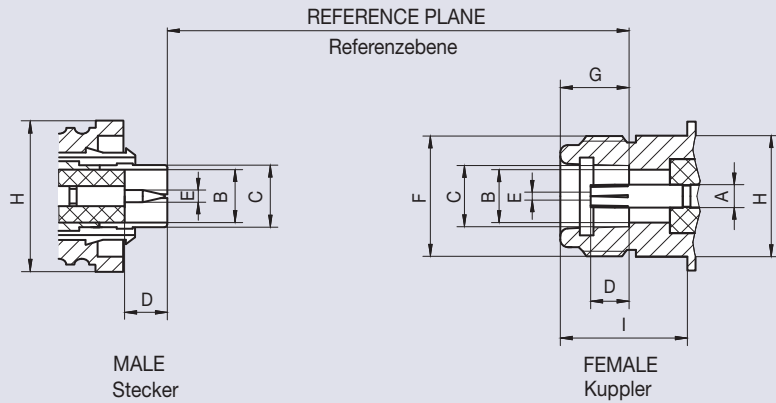 REFERENCE PLANE
Referenzebene
H
E
B
C
D
MALE
Stecker
G
F
C
B
E
A
H
D
I
FEMALE
Kuppler